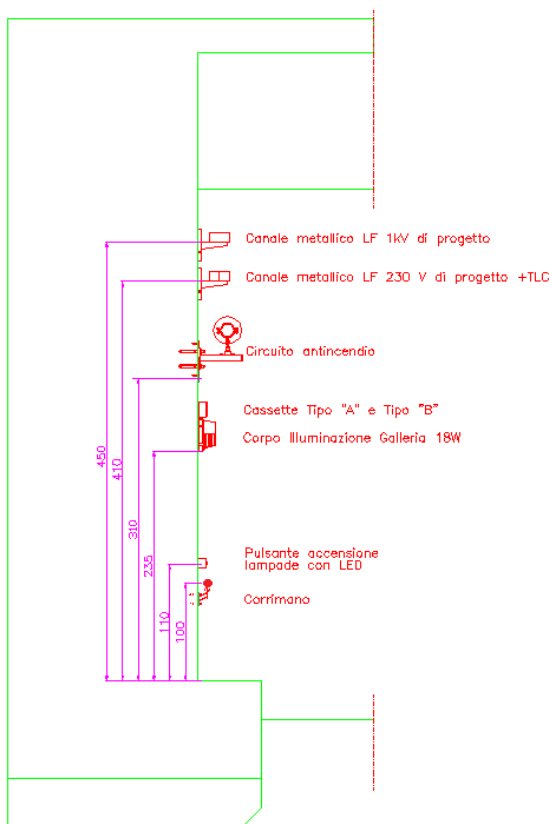 Canale metallico LF 1kV di progetto
Canale metallico LF 230 V di progetto +TLC
Circuito antincendio
Cassette Tipo "A" e Tipo "B"
Corpo Illuminazione Galleria 18W
Pulsante accensione
lampade con LED
Corrimano
450
410
310
235
110
100